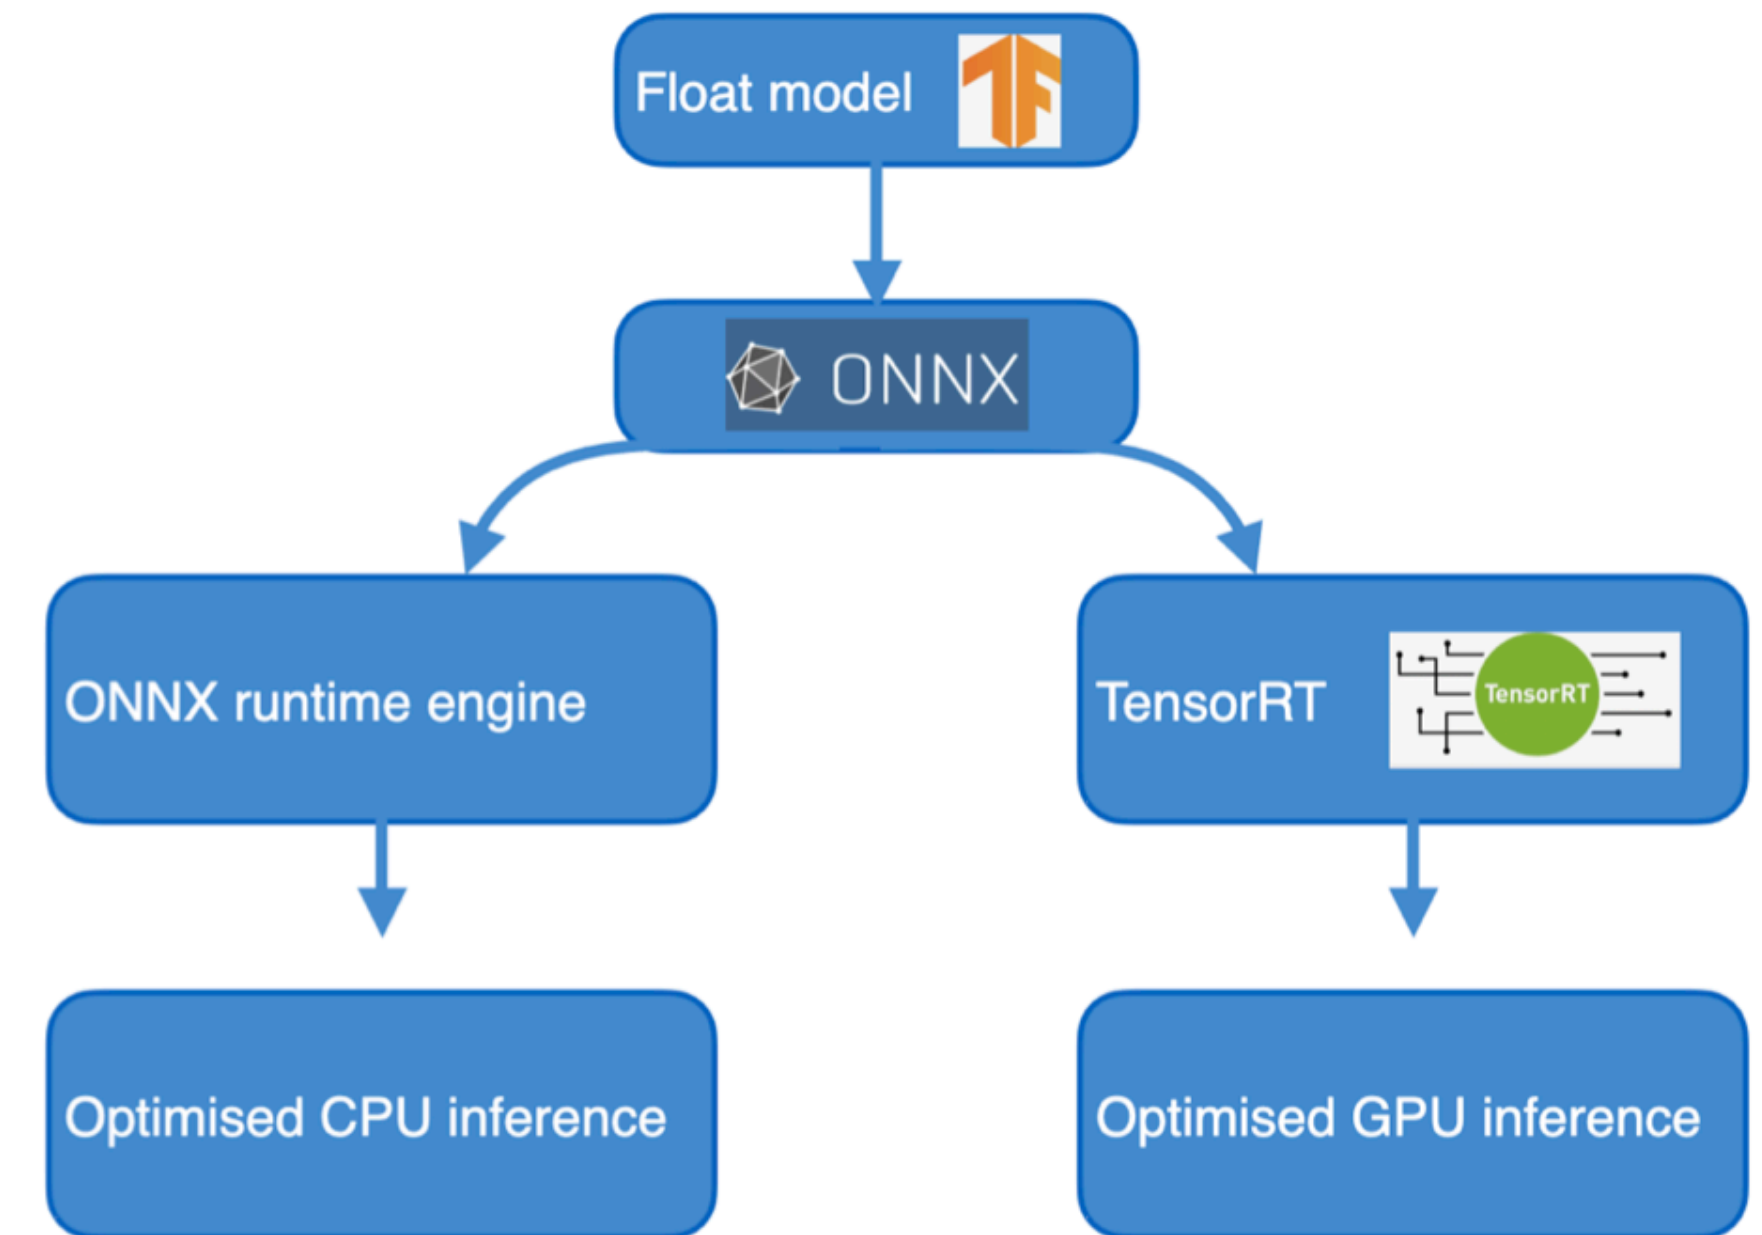 Float model
ONNX
ONNX runtime engine
TensorRT
TensorRT
Optimised CPU inference
Optimised GPU inference